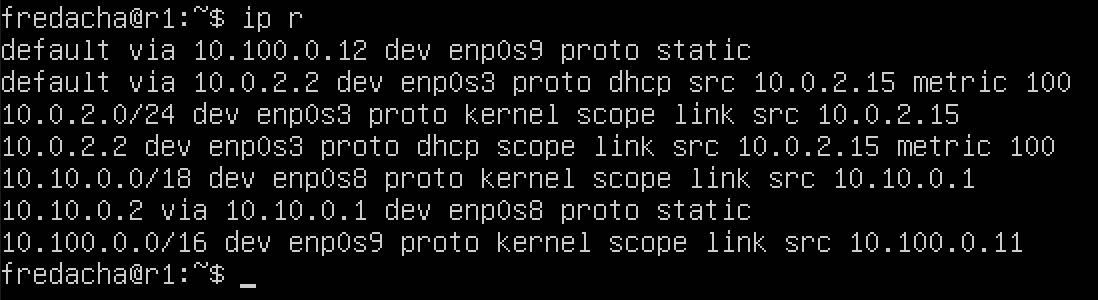 fredacha@r1:~$ ip r
default via 10.100.0.12 dev enp0s9 proto static
default via 10.0.2.2 dev enp0s3 proto dhcp src 10.0.2.15 metric 100
10.0.2.0/24 dev enp0s3 proto kernel scope link src 10.0.2.15
10.0.2.2 dev enp0s3 proto dhcp scope link src 10.0.2.15 metric 100
10.10.0.0/18 dev enp0s8 proto kernel scope link src 10.10.0.1
10.10.0.2 via 10.10.0.1 dev enp0s8 proto static
10.100.0.0/16 dev enp0s9 proto kernel scope link src 10.100.0.11
fredacha@r1:~$ _